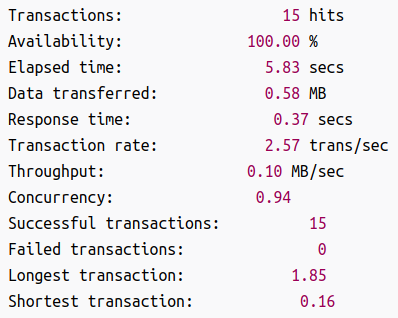 Transactions: 15 hits
Availability: 100.00 %
Elapsed time: 5.83 secs
Data transferred: 0.58 MB
Response time: 0.37 secs
Transaction rate: 2.57 trans/sec
Throughput: 0.10 MB/sec
Concurrency: 0.94
Successful transactions: 15
Failed transactions: 0
Longest transaction: 1.85
Shortest transaction: 0.16